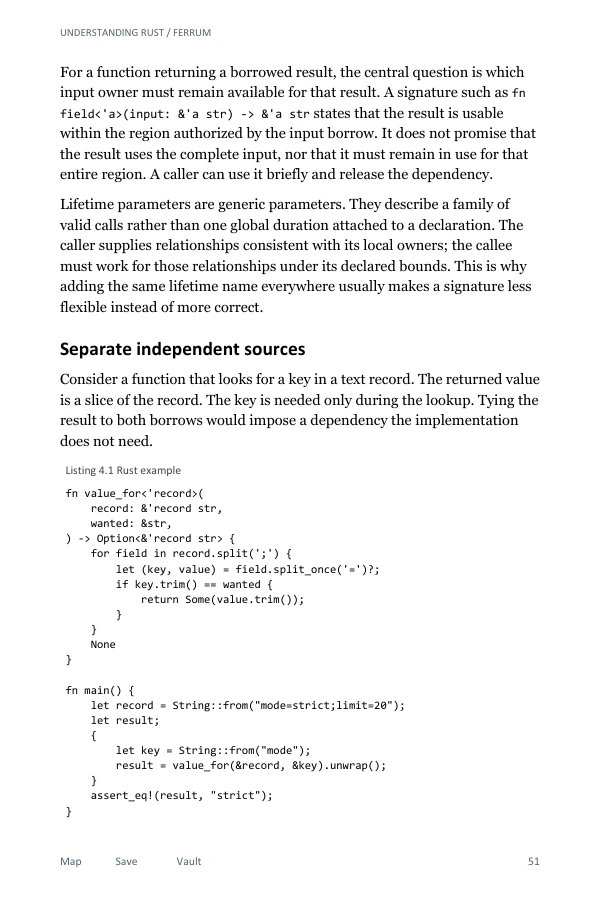 UNDERSTANDING RUST / FERRUM
For a function returning a borrowed result, the central question is which
input owner must remain available for that result. A signature such as fn
field<'a>(input: &'a str) -> &'a str states that the result is usable
within the region authorized by the input borrow. It does not promise that
the result uses the complete input, nor that it must remain in use for that
entire region. A caller can use it briefly and release the dependency.
Lifetime parameters are generic parameters. They describe a family of
valid calls rather than one global duration attached to a declaration. The
caller supplies relationships consistent with its local owners; the callee
must work for those relationships under its declared bounds. This is why
adding the same lifetime name everywhere usually makes a signature less
flexible instead of more correct.
Separate independent sources
Consider a function that looks for a key in a text record. The returned value
is a slice of the record. The key is needed only during the lookup. Tying the
result to both borrows would impose a dependency the implementation
does not need.
Listing 4.1 Rust example
fn value_for<'record>(
    record: &'record str,
    wanted: &str,
) -> Option<&'record str> {
    for field in record.split(';') {
        let (key, value) = field.split_once('=')?;
        if key.trim() == wanted {
            return Some(value.trim());
        }
    }
    None
}

fn main() {
    let record = String::from("mode=strict;limit=20");
    let result;
    {
        let key = String::from("mode");
        result = value_for(&record, &key).unwrap();
    }
    assert_eq!(result, "strict");
}
Map Save Vault 51